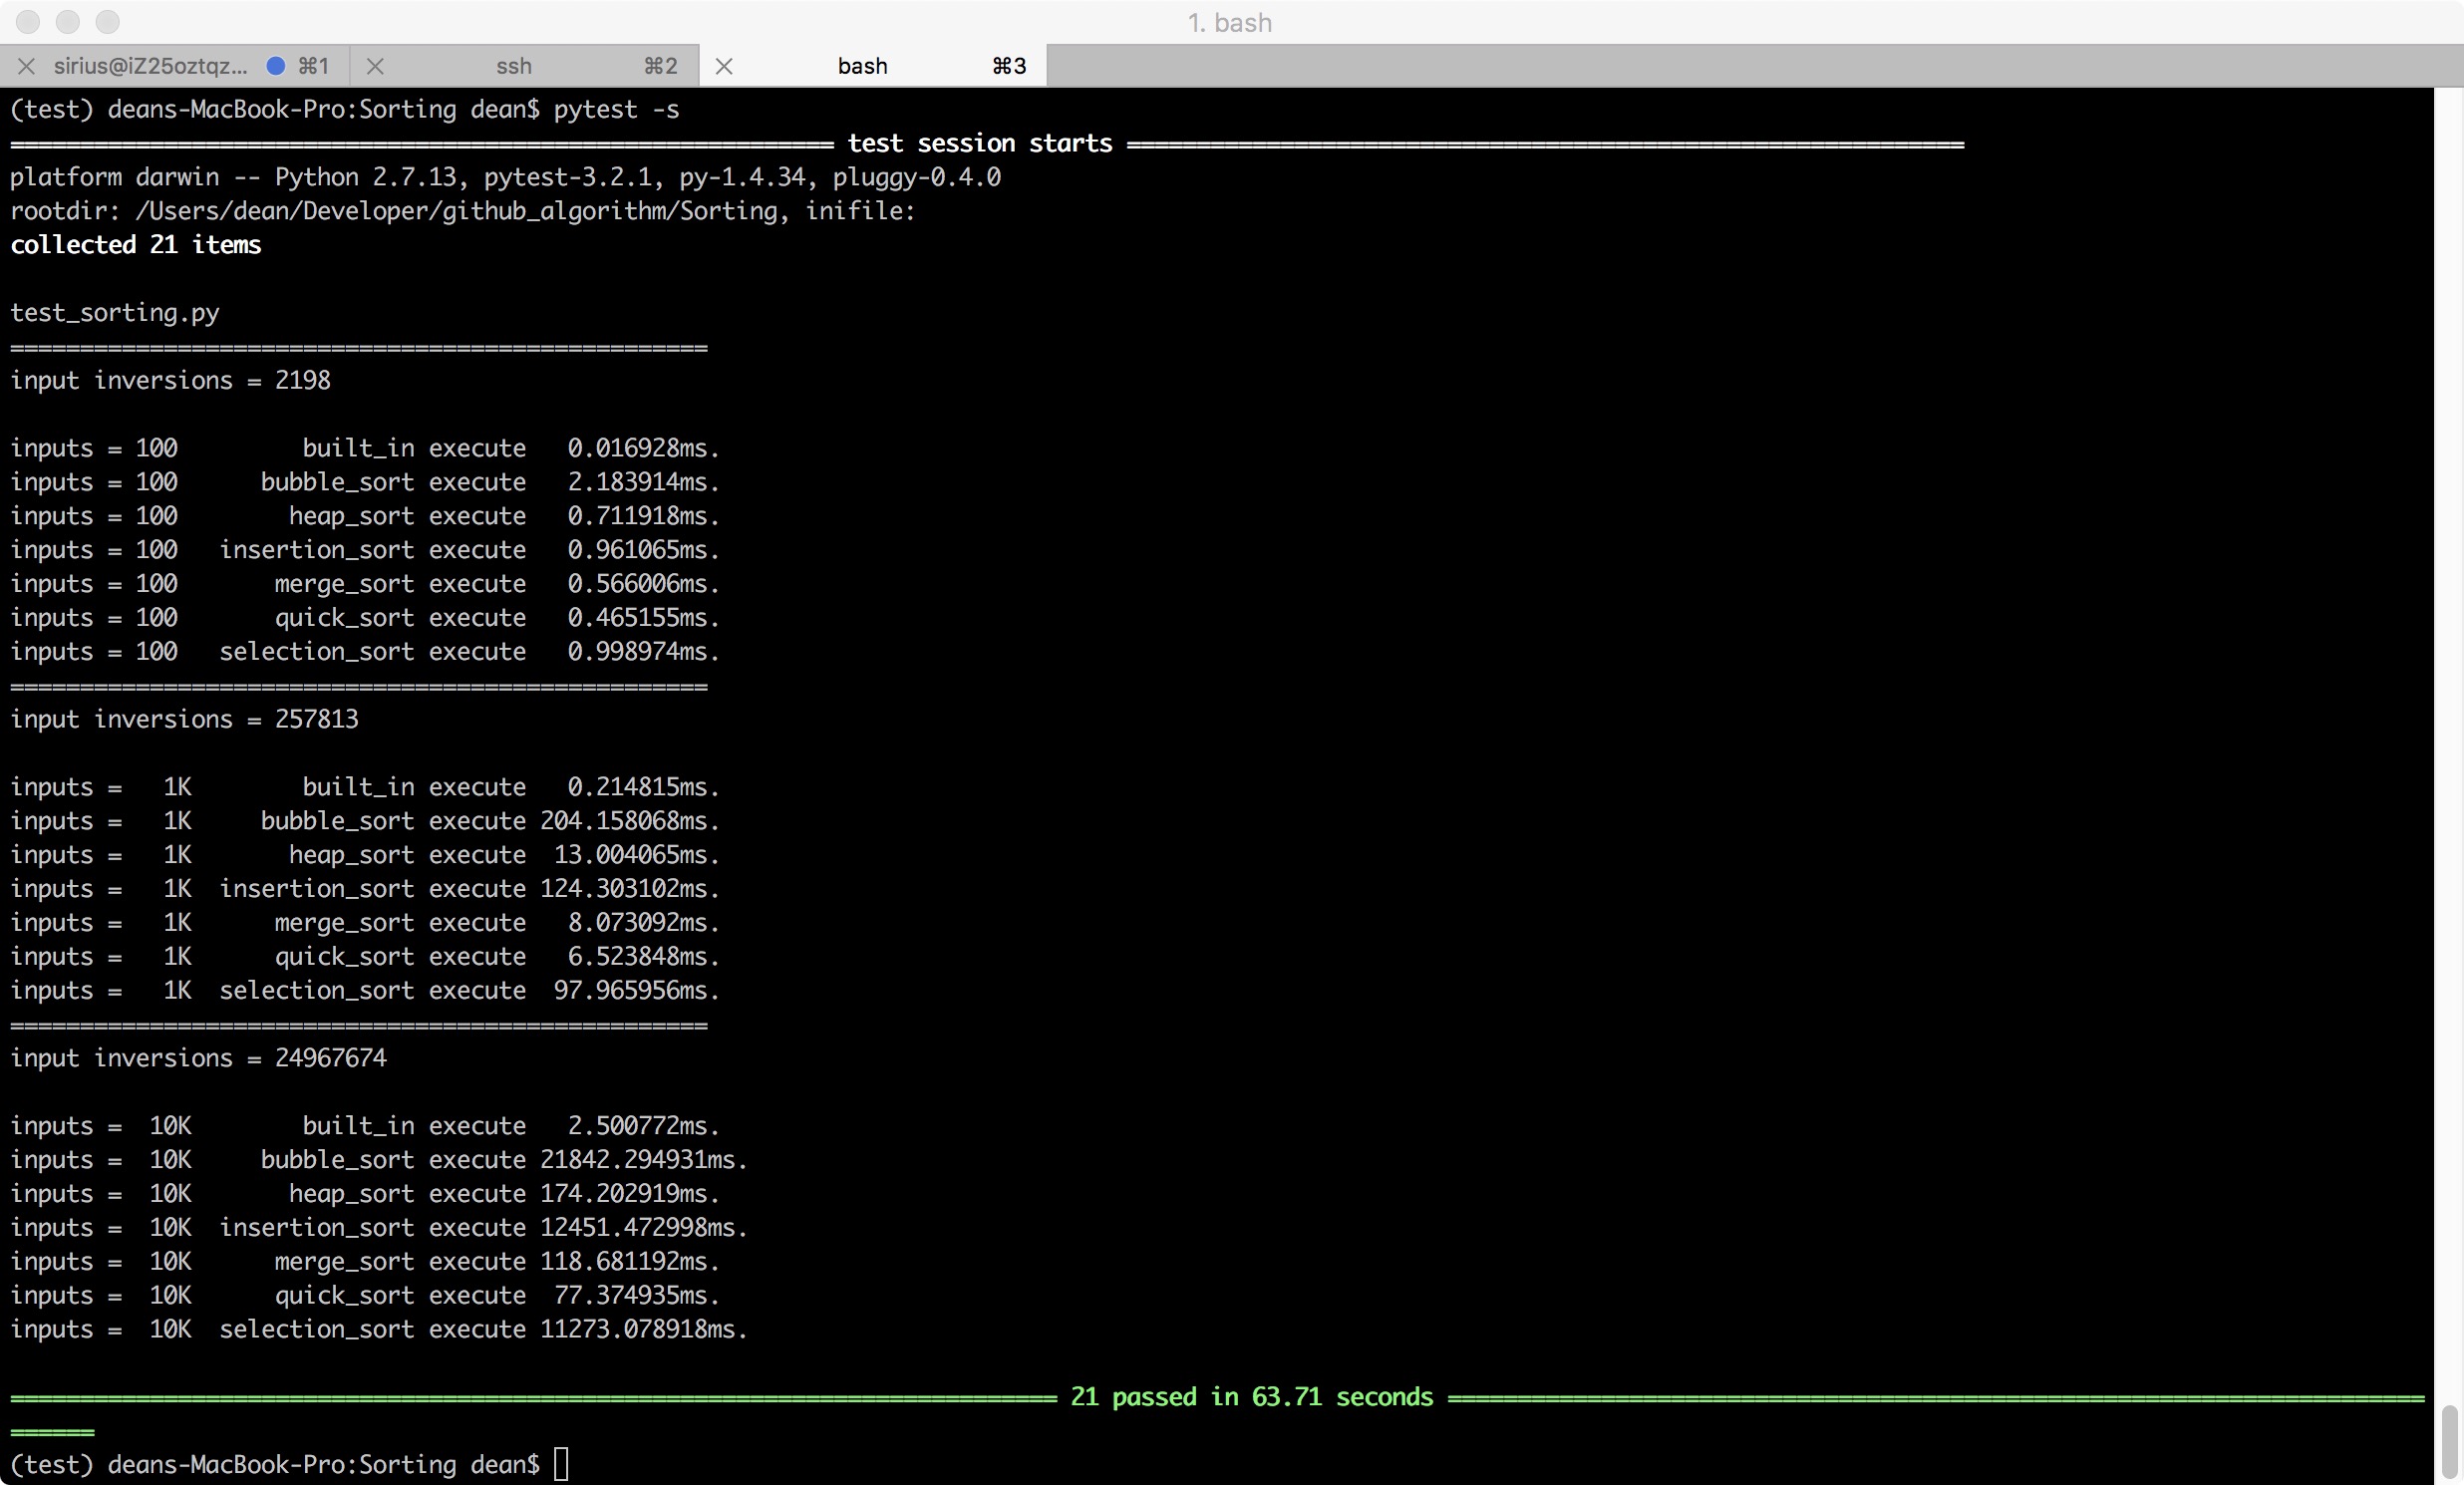 1. bash
sirius@iZ25oztqz... ⌘1 ssh ⌘2 bash ⌘3
(test) deans-MacBook-Pro:Sorting dean$ pytest -s
test session starts
platform darwin -- Python 2.7.13, pytest-3.2.1, py-1.4.34, pluggy-0.4.0
rootdir: /Users/dean/Developer/github_algorithm/Sorting, inifile:
collected 21 items
test_sorting.py
==================================================
input inversions = 2198
inputs = 100 built_in execute 0.016928ms.
inputs = 100 bubble_sort execute 2.183914ms.
inputs = 100 heap_sort execute 0.711918ms.
inputs = 100 insertion_sort execute 0.961065ms.
inputs = 100 merge_sort execute 0.566006ms.
inputs = 100 quick_sort execute 0.465155ms.
inputs = 100 selection_sort execute 0.998974ms.
==================================================
input inversions = 257813
inputs = 1K built_in execute 0.214815ms.
inputs = 1K bubble_sort execute 204.158068ms.
inputs = 1K heap_sort execute 13.004065ms.
inputs = 1K insertion_sort execute 124.303102ms.
inputs = 1K merge_sort execute 8.073092ms.
inputs = 1K quick_sort execute 6.523848ms.
inputs = 1K selection_sort execute 97.965956ms.
==================================================
input inversions = 24967674
inputs = 10K built_in execute 2.500772ms.
inputs = 10K bubble_sort execute 21842.294931ms.
inputs = 10K heap_sort execute 174.202919ms.
inputs = 10K insertion_sort execute 12451.472998ms.
inputs = 10K merge_sort execute 118.681192ms.
inputs = 10K quick_sort execute 77.374935ms.
inputs = 10K selection_sort execute 11273.078918ms.
21 passed in 63.71 seconds
(test) deans-MacBook-Pro:Sorting dean$